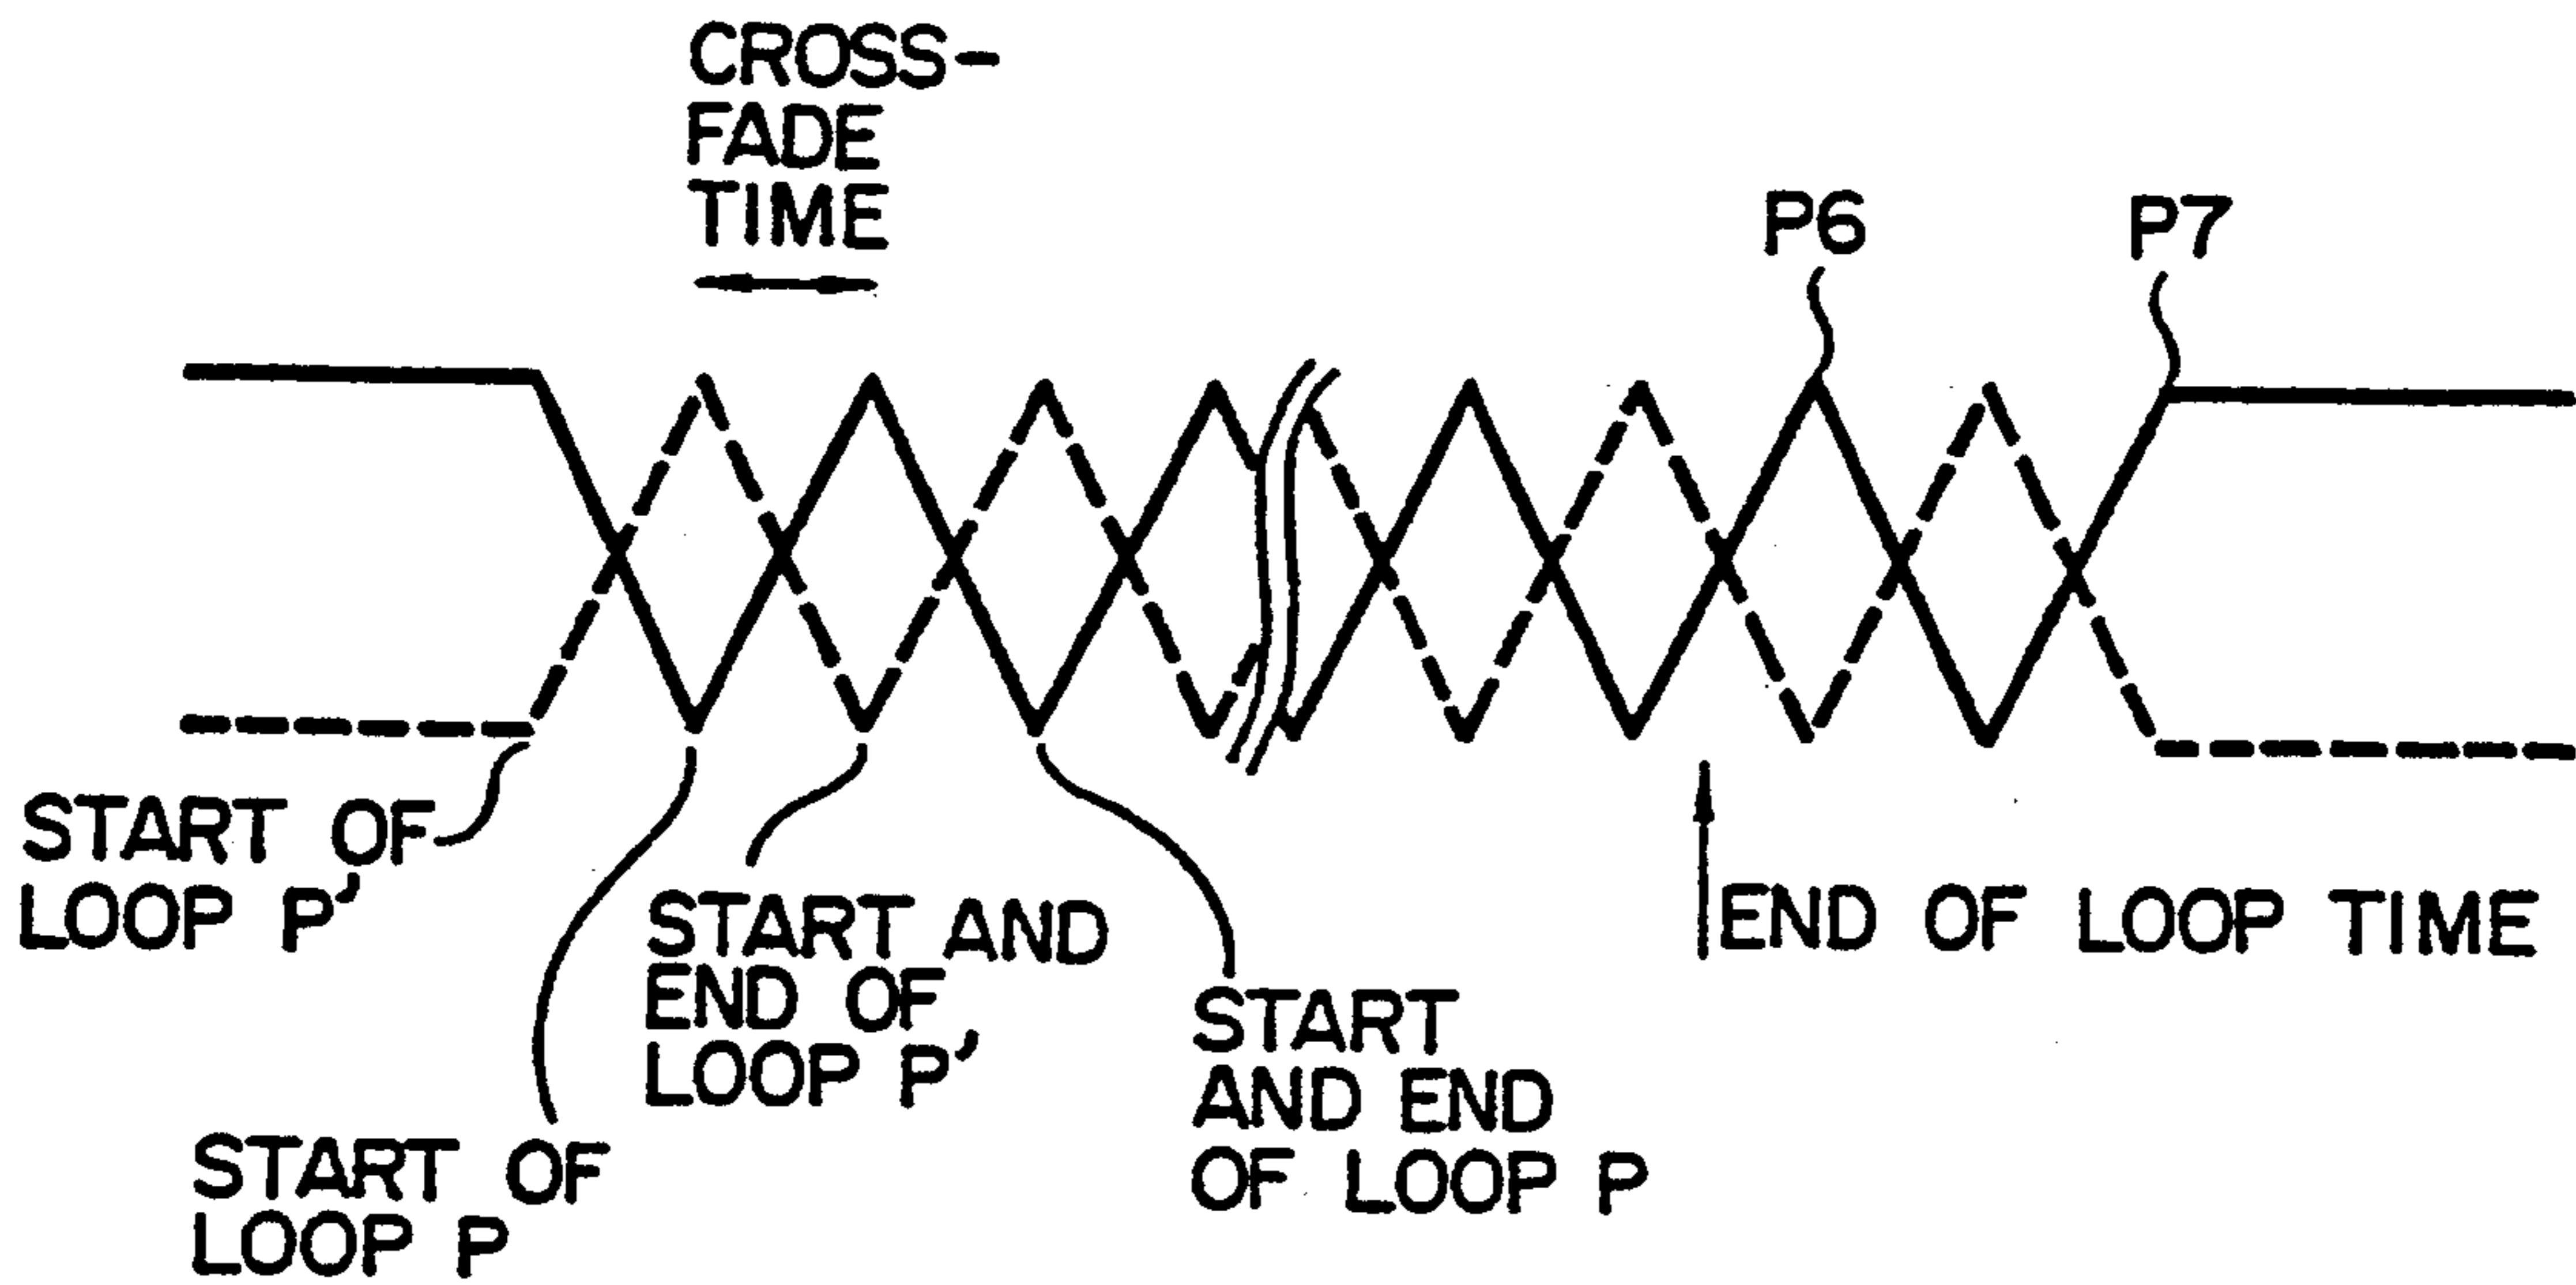 CROSS-
FADE
TIME
P6
P7
START OF
LOOP P'
START AND
END OF
LOOP P'
END OF LOOP TIME
START
AND END
OF LOOP P
START OF
LOOP P